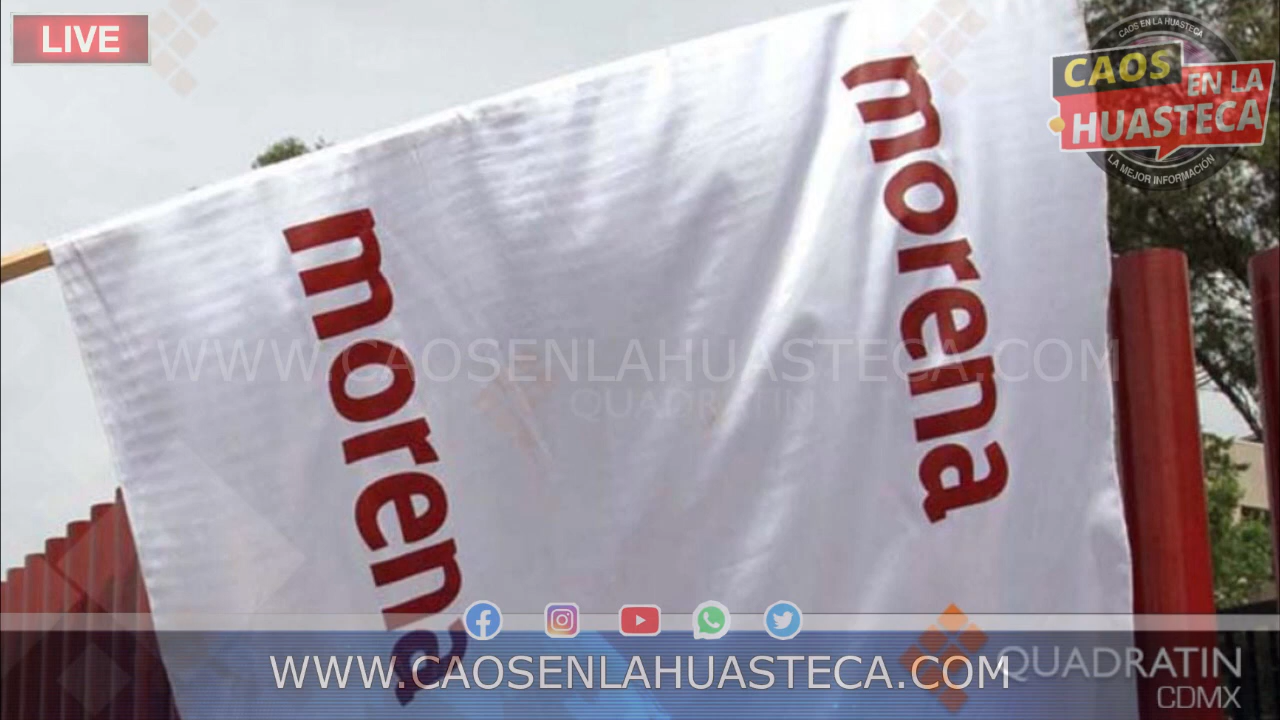 LIVE
CAOS EN LA HUASTECA
CAOS
EN LA
HUASTECA
LA MEJOR INFORMACIÓN
morena
morena
WWW.CAOSENLAHUASTECA.COM
QUADRATIN
WWW.CAOSENLAHUASTECA.COM
QUADRATIN
CDMX